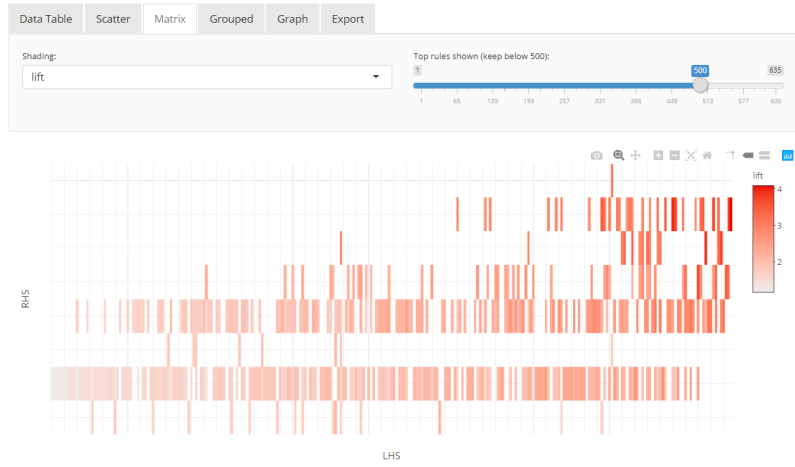 Data Table Scatter Matrix Grouped Graph Export
Shading: Top rules shown (keep below 500):
lift
1 500 635
1 65 129 193 257 321 385 449 513 577 635
lift
4
3
2
RHS
LHS